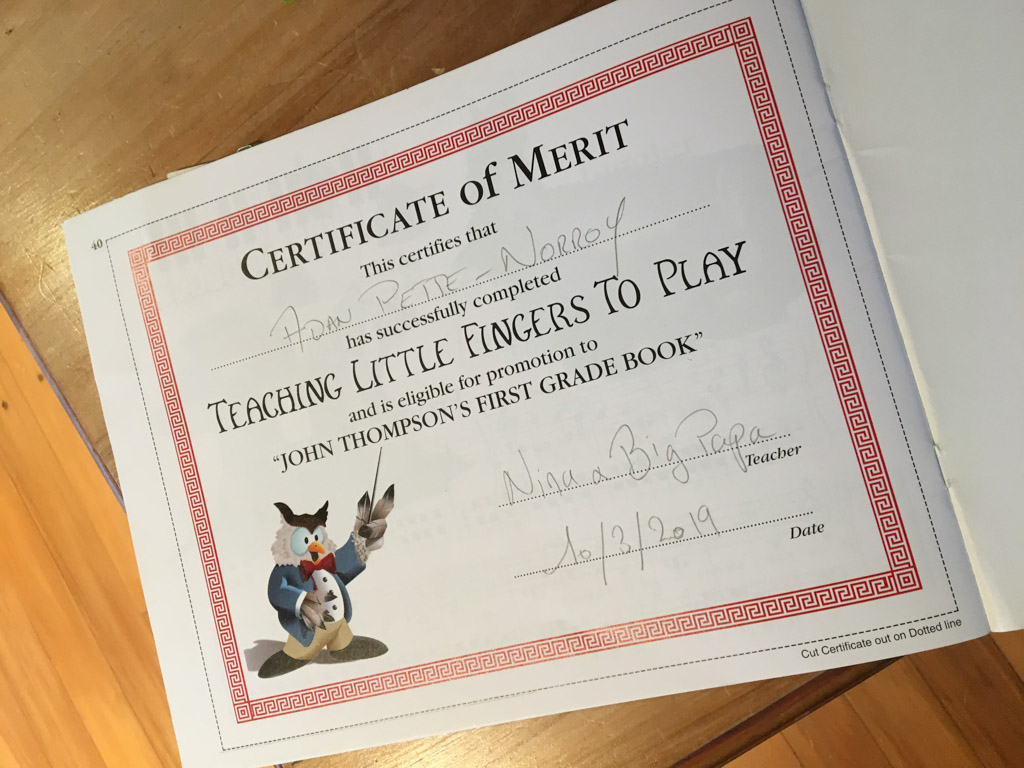 40
CERTIFICATE of MERIT
This certifies that
ADAN PETTE-NORROY
has successfully completed
TEACHING LITTLE FINGERS TO PLAY
and is eligible for promotion to
"JOHN THOMPSON'S FIRST GRADE BOOK"
Nina a Big Papa
Teacher
10/3/2019
Date
Cut Certificate out on Dotted line